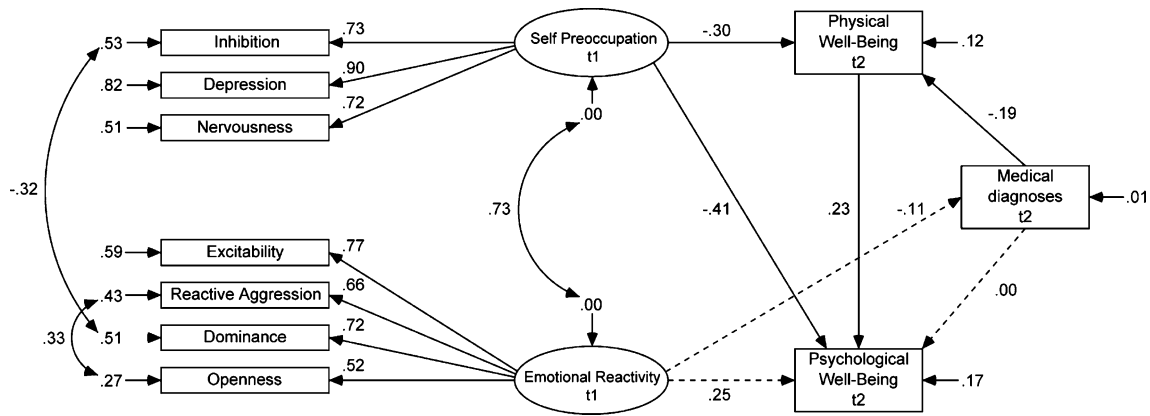 .53
Inhibition
.73
.82
Depression
.90
.51
Nervousness
.72
Self Preoccupation
t1
-.30
Physical
Well-Being
t2
.12
.00
-.19
-.32
.73
-.41
.23
-.11
Medical
diagnoses
t2
.01
.59
Excitability
.77
.43
Reactive Aggression
.66
.33
.51
Dominance
.72
.27
Openness
.52
.00
.00
Emotional Reactivity
t1
.25
Psychological
Well-Being
t2
.17